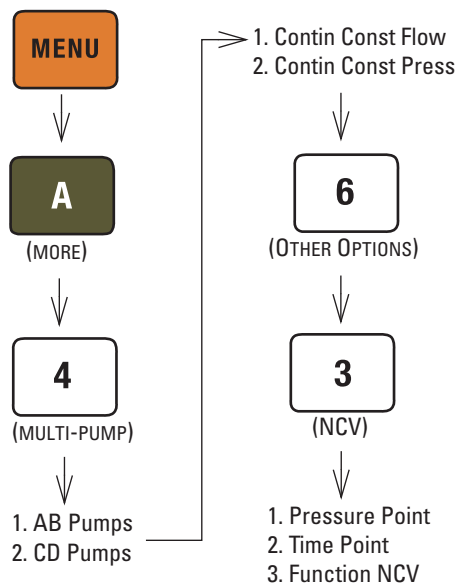 MENU
A
(MORE)
4
(MULTI-PUMP)
1. AB Pumps
2. CD Pumps
1. Contin Const Flow
2. Contin Const Press
6
(OTHER OPTIONS)
3
(NCV)
1. Pressure Point
2. Time Point
3. Function NCV